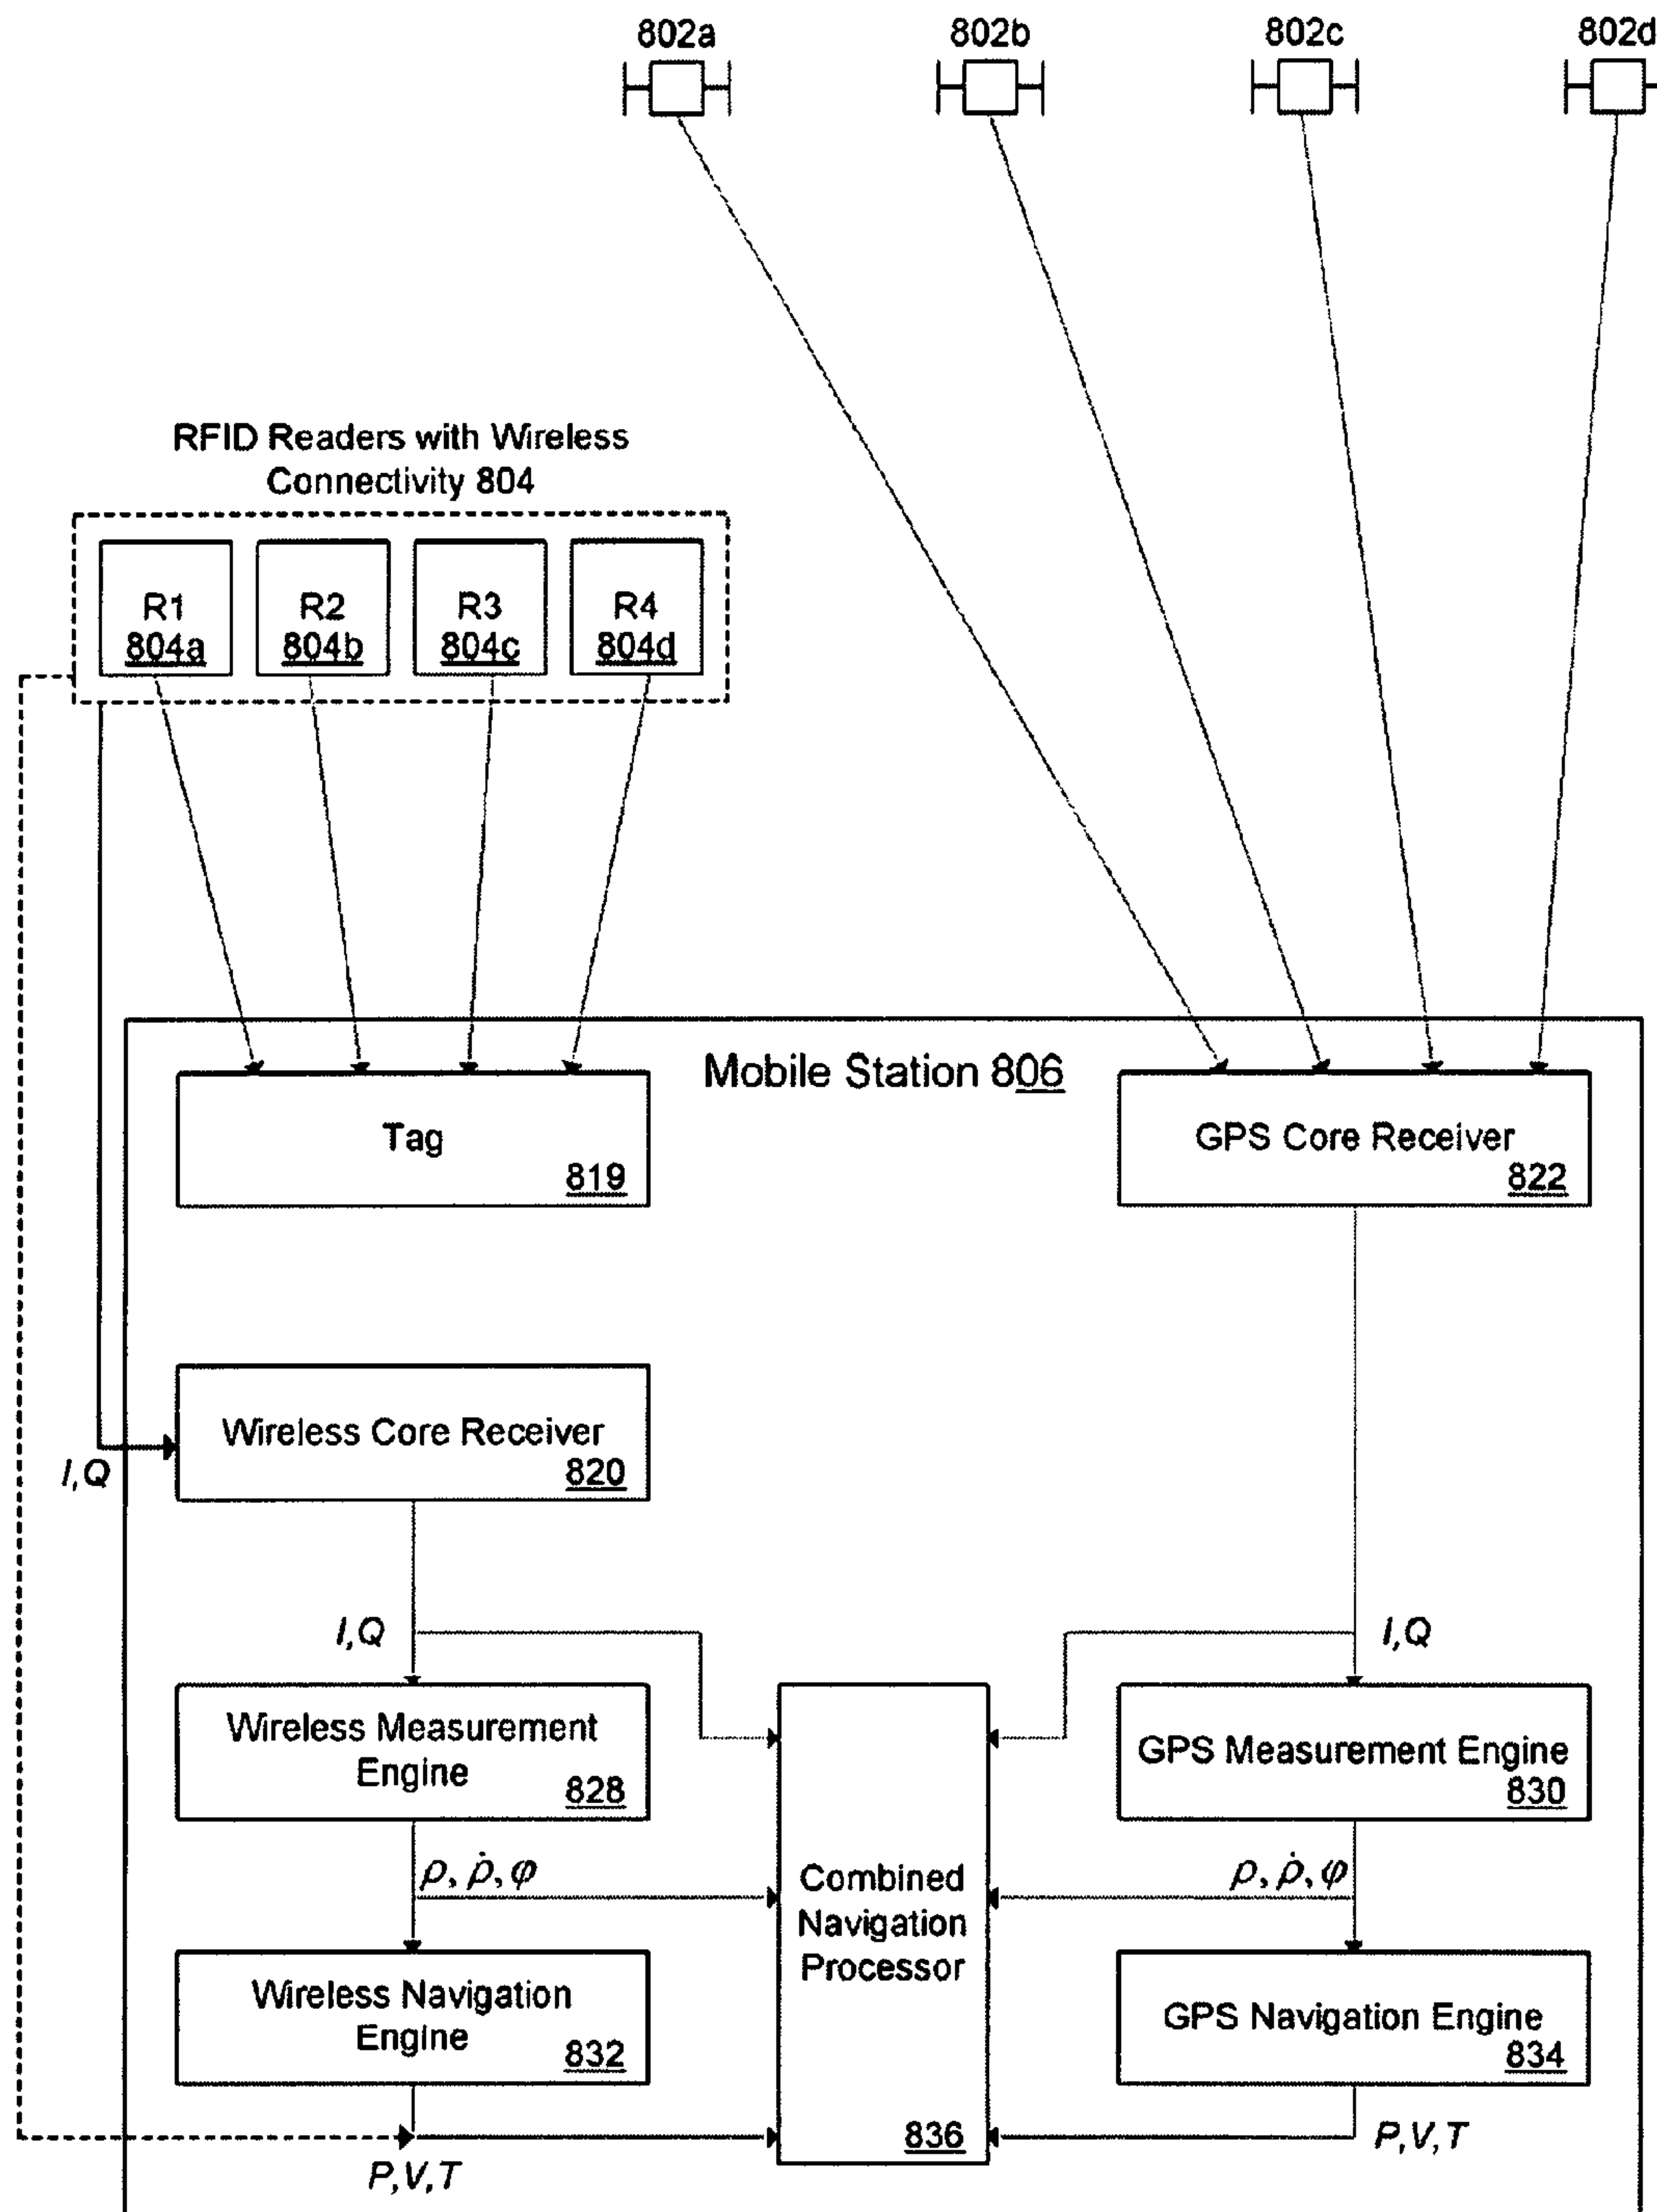 802a 802b 802c 802d
RFID Readers with Wireless
Connectivity 804
R1 R2 R3 R4
804a 804b 804c 804d
Mobile Station 806
Tag
819
GPS Core Receiver
822
Wireless Core Receiver
820
I,Q
I,Q
I,Q
Wireless Measurement
Engine
828
GPS Measurement Engine
830
ρ, ρ̇, φ
ρ, ρ̇, φ
Combined
Navigation
Processor
836
Wireless Navigation
Engine
832
GPS Navigation Engine
834
P,V,T
P,V,T